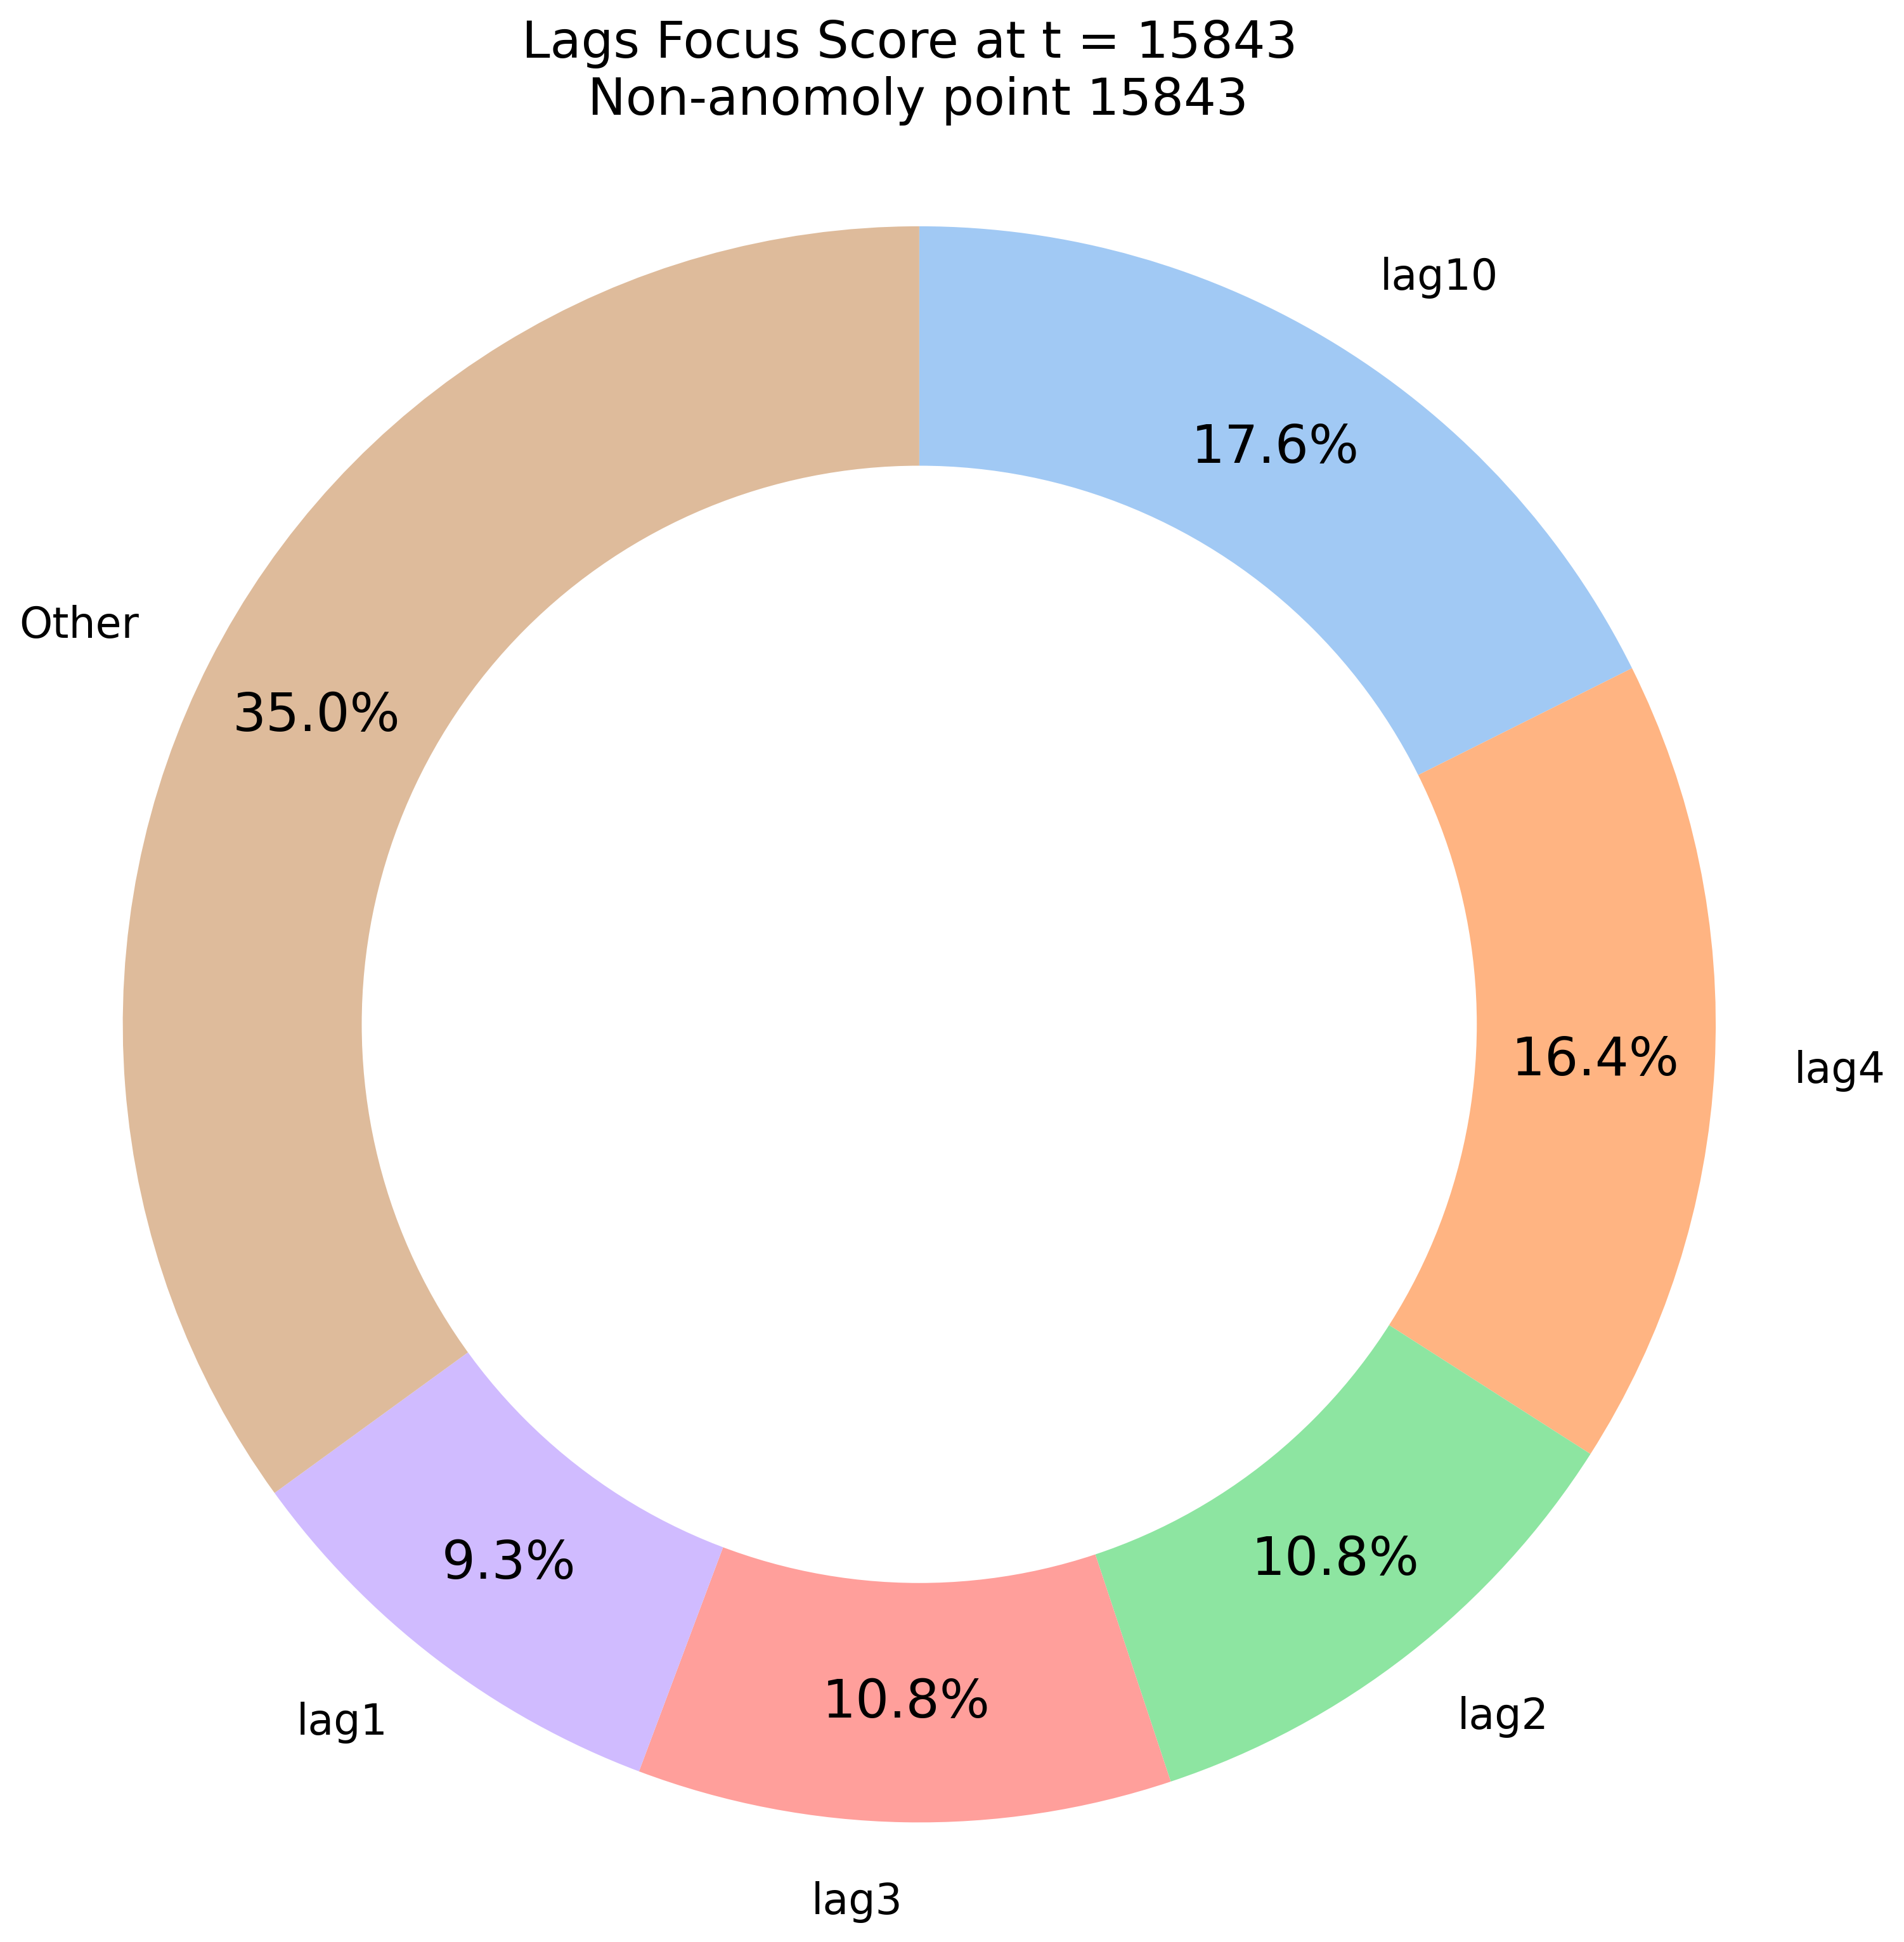 Lags Focus Score at t = 15843
Non-anomoly point 15843
lag10
17.6%
Other
35.0%
16.4%
lag4
9.3%
10.8%
lag1
10.8%
lag2
lag3